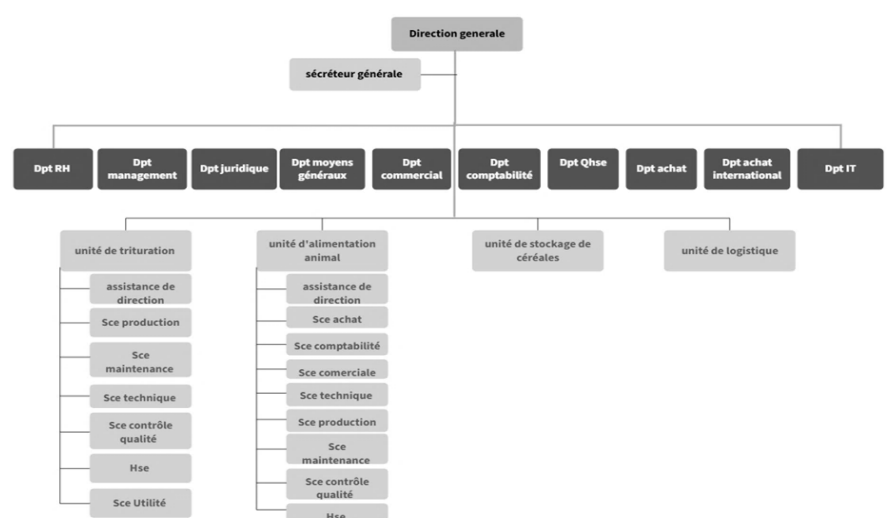 Direction generale
sécréteur générale
Dpt RH
Dpt
management
Dpt juridique
Dpt moyens
généraux
Dpt
commercial
Dpt
comptabilité
Dpt Qhse
Dpt achat
Dpt achat
international
Dpt IT
unité de trituration
unité d'alimentation
animal
unité de stockage de
céréales
unité de logistique
assistance de
direction
Sce production
Sce
maintenance
Sce technique
Sce contrôle
qualité
Hse
Sce Utilité
assistance de
direction
Sce achat
Sce comptabilité
Sce comerciale
Sce technique
Sce production
Sce
maintenance
Sce contrôle
qualité
Hse